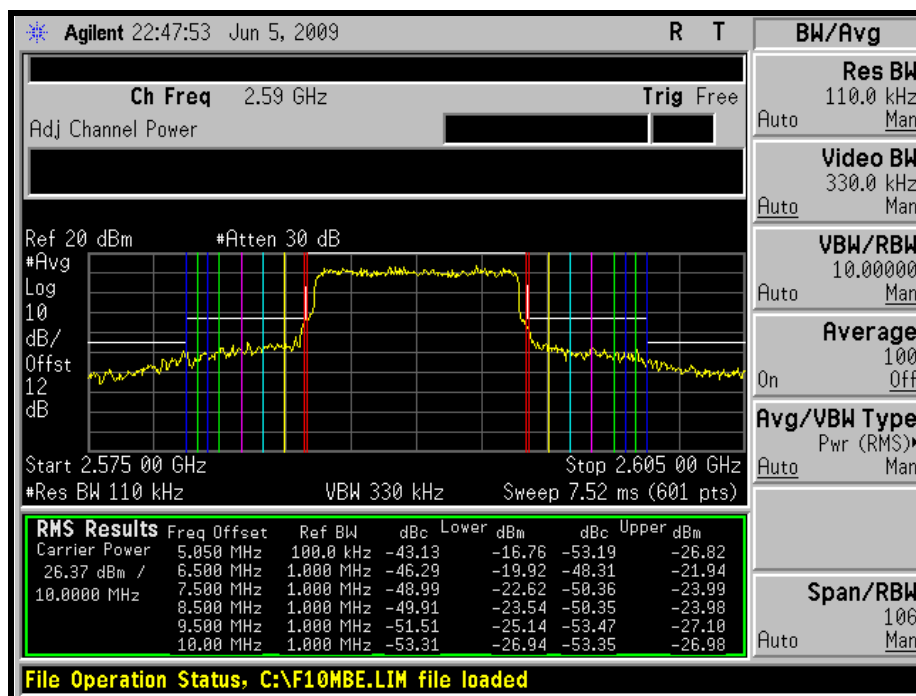 Agilent 22:47:53 Jun 5, 2009 R T
BW/Avg
Ch Freq 2.59 GHz Trig Free
Adj Channel Power
Res BW
110.0 kHz
Auto Man
Video BW
330.0 kHz
Auto Man
VBW/RBW
10.00000
Auto Man
Average
100
On Off
Avg/VBW Type
Pwr (RMS)
Auto Man
Span/RBW
106
Auto Man
Ref 20 dBm #Atten 30 dB
#Avg
Log
10
dB/
Offst
12
dB
Start 2.575 00 GHz Stop 2.605 00 GHz
#Res BW 110 kHz VBW 330 kHz Sweep 7.52 ms (601 pts)
RMS Results Freq Offset Ref BW dBc Lower dBm dBc Upper dBm
Carrier Power 5.050 MHz 100.0 kHz -43.13 -16.76 -53.19 -26.82
26.37 dBm / 6.500 MHz 1.000 MHz -46.29 -19.92 -48.31 -21.94
10.0000 MHz 7.500 MHz 1.000 MHz -48.99 -22.62 -50.36 -23.99
8.500 MHz 1.000 MHz -49.91 -23.54 -50.35 -23.98
9.500 MHz 1.000 MHz -51.51 -25.14 -53.47 -27.10
10.00 MHz 1.000 MHz -53.31 -26.94 -53.35 -26.98
File Operation Status, C:\F10MBE.LIM file loaded